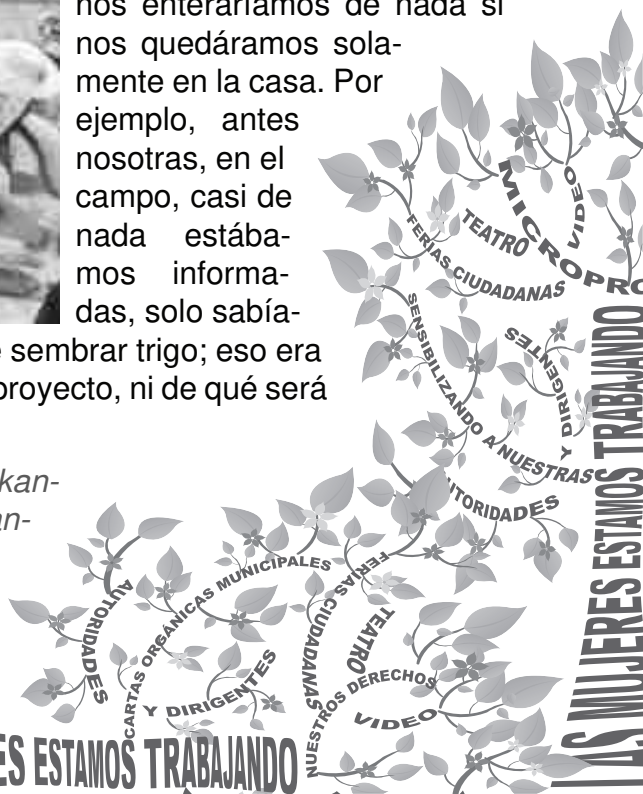 nos enteraríamos de nada si
nos quedáramos sola-
mente en la casa. Por
ejemplo, antes
nosotras, en el
campo, casi de
nada estába-
mos informa-
das, solo sabía-
sembrar trigo; eso era
proyecto, ni de qué será
MICROPRO
VIDEO
TEATRO
FERIAS CIUDADANAS
SENSIBILIZANDO A NUESTRAS
Y DIRIGENTES
AUTORIDADES
LAS MUJERES ESTAMOS TRABAJANDO
AUTORIDADES
CARTAS ORGÁNICAS MUNICIPALES
Y DIRIGENTES
FERIAS CIUDADANAS
TEATRO
NUESTROS DERECHOS
VIDEO
ESTAMOS TRABAJANDO